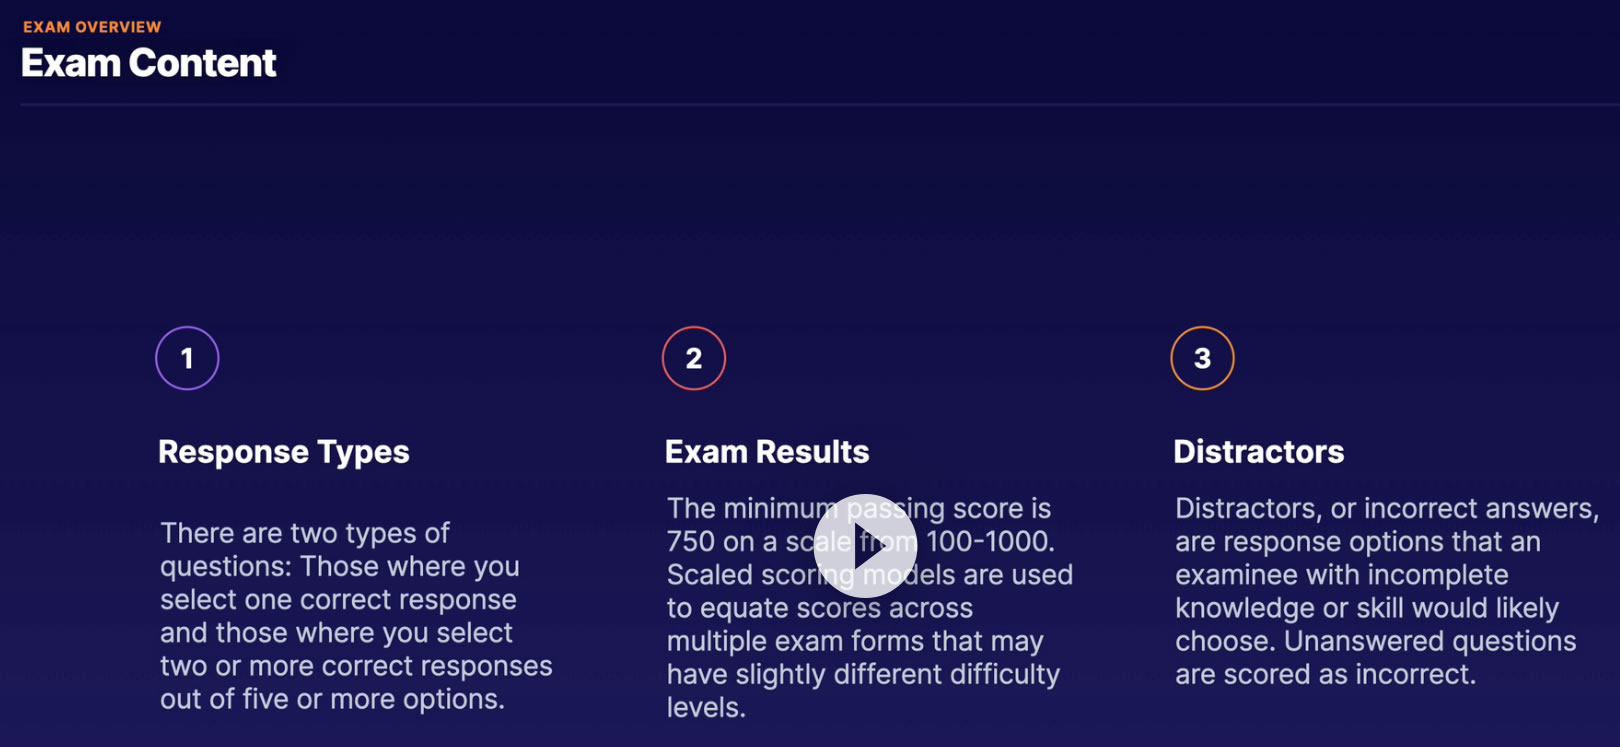 EXAM OVERVIEW
Exam Content
1
Response Types
There are two types of
questions: Those where you
select one correct response
and those where you select
two or more correct responses
out of five or more options.
2
Exam Results
The minimum passing score is
750 on a scale from 100-1000.
Scaled scoring models are used
to equate scores across
multiple exam forms that may
have slightly different difficulty
levels.
3
Distractors
Distractors, or incorrect answers,
are response options that an
examinee with incomplete
knowledge or skill would likely
choose. Unanswered questions
are scored as incorrect.